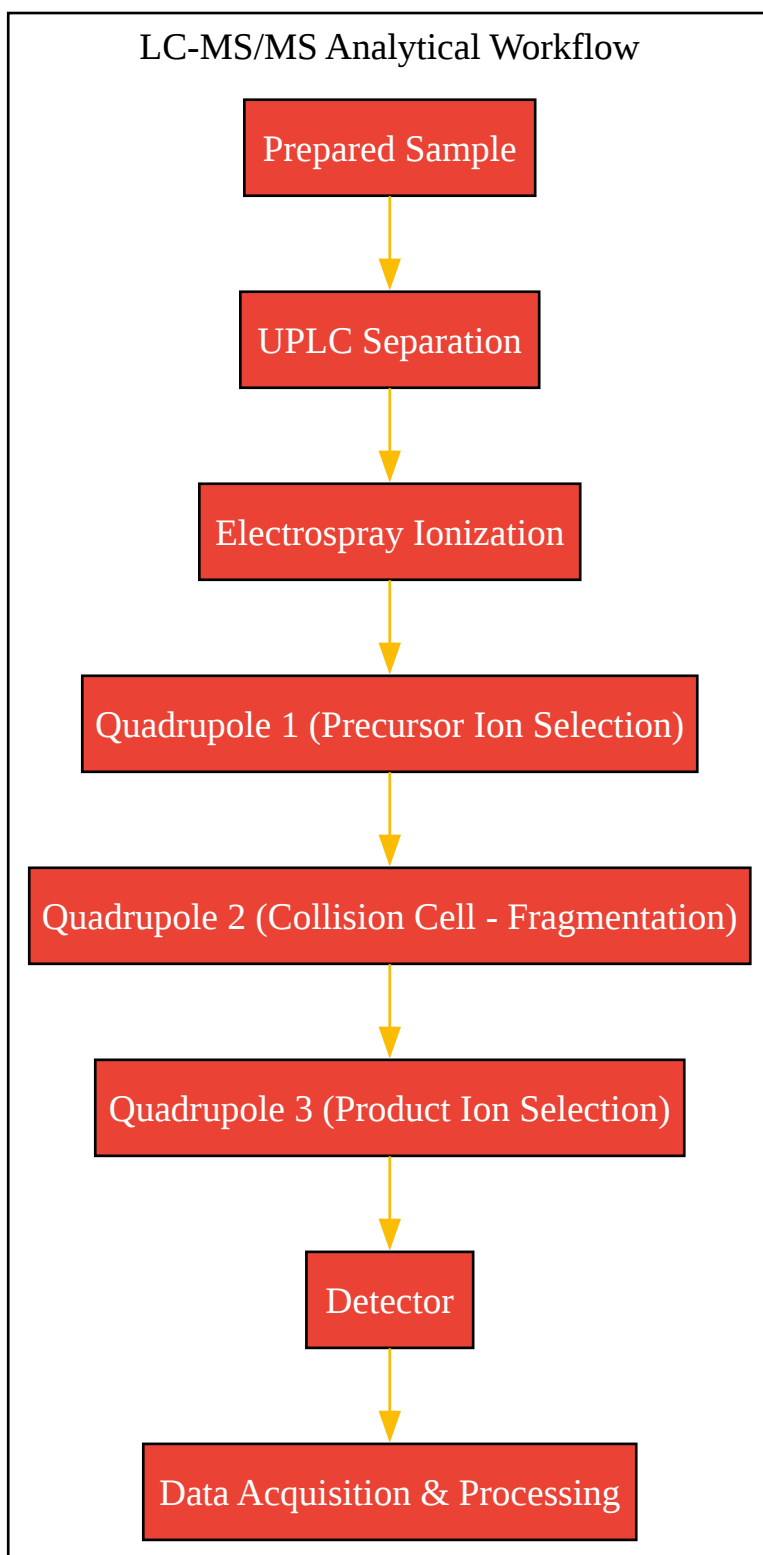 LC-MS/MS Analytical Workflow
Prepared Sample
UPLC Separation
Electrospray Ionization
Quadrupole 1 (Precursor Ion Selection)
Quadrupole 2 (Collision Cell - Fragmentation)
Quadrupole 3 (Product Ion Selection)
Detector
Data Acquisition & Processing